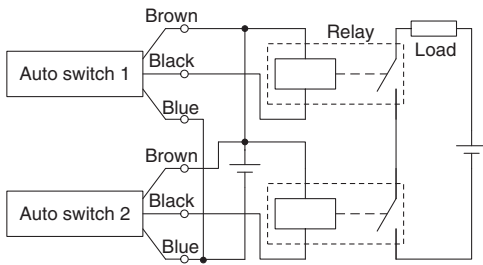 Brown
Relay
Load
Auto switch 1
Black
Blue
Brown
Auto switch 2
Black
Blue